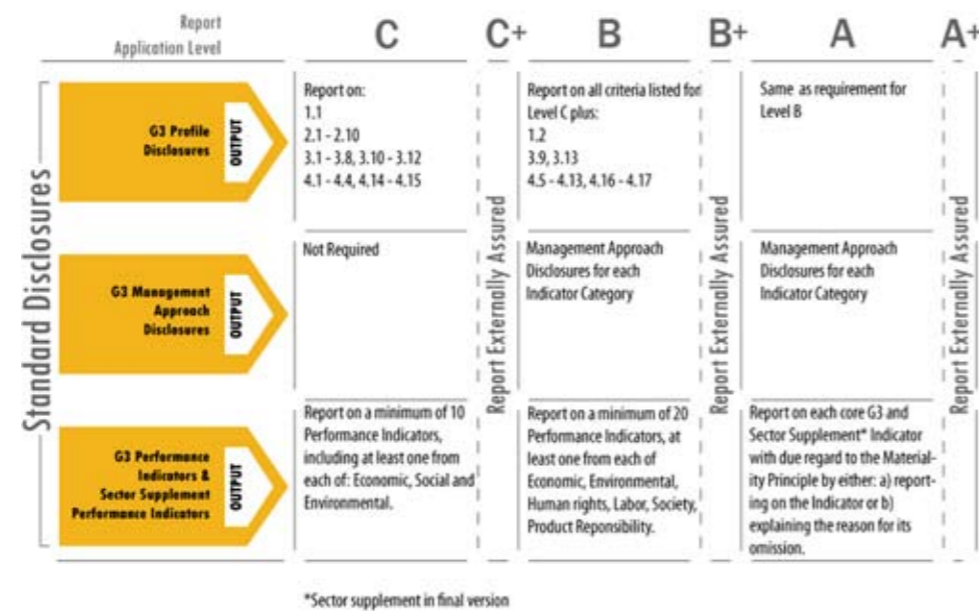 Report
Application Level
C
C+
B
B+
A
A+
Standard Disclosures
G3 Profile
Disclosures
OUTPUT
Report on:
1.1
2.1 - 2.10
3.1 - 3.8, 3.10 - 3.12
4.1 - 4.4, 4.14 - 4.15
Report on all criteria listed for
Level C plus:
1.2
3.9, 3.13
4.5 - 4.13, 4.16 - 4.17
Same as requirement for
Level B
G3 Management
Approach
Disclosures
OUTPUT
Not Required
Management Approach
Disclosures for each
Indicator Category
Management Approach
Disclosures for each
Indicator Category
G3 Performance
Indicators &
Sector Supplement
Performance Indicators
OUTPUT
Report on a minimum of 10
Performance Indicators,
including at least one from
each of: Economic, Social and
Environmental.
Report on a minimum of 20
Performance Indicators, at
least one from each of
Economic, Environmental,
Human rights, Labor, Society,
Product Reponsibility.
Report on each core G3 and
Sector Supplement* Indicator
with due regard to the Material-
ity Principle by either: a) report-
ing on the Indicator or b)
explaining the reason for its
omission.
Report Externally Assured
Report Externally Assured
Report Externally Assured
*Sector supplement in final version